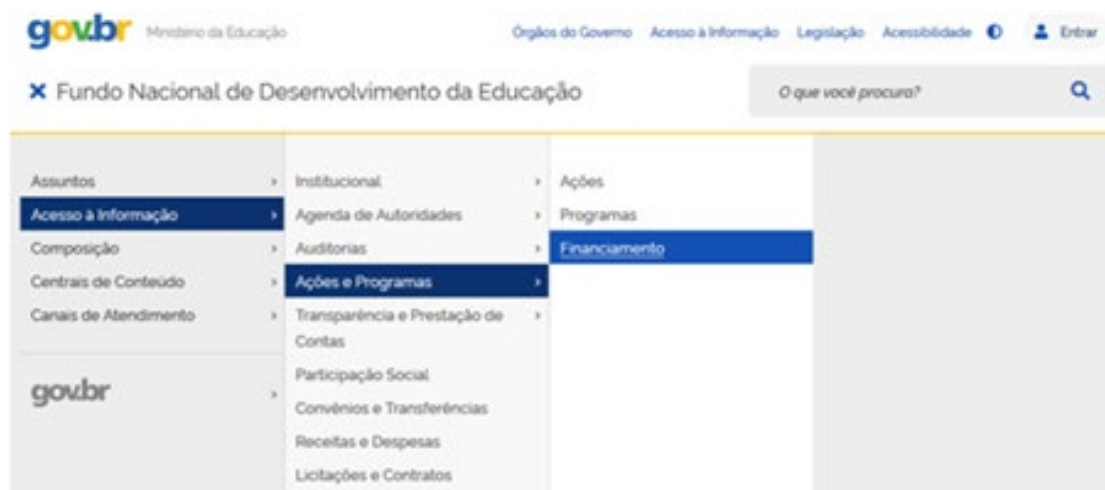 gov.br Ministério da Educação
Órgãos do Governo Acesso à Informação Legislação Acessibilidade Entrar
Fundo Nacional de Desenvolvimento da Educação
O que você procura?
Assuntos
Acesso à Informação
Composição
Centrais de Conteúdo
Canais de Atendimento
gov.br
Institucional
Agenda de Autoridades
Auditorias
Ações e Programas
Transparência e Prestação de
Contas
Participação Social
Convênios e Transferências
Receitas e Despesas
Licitações e Contratos
Ações
Programas
Financiamento